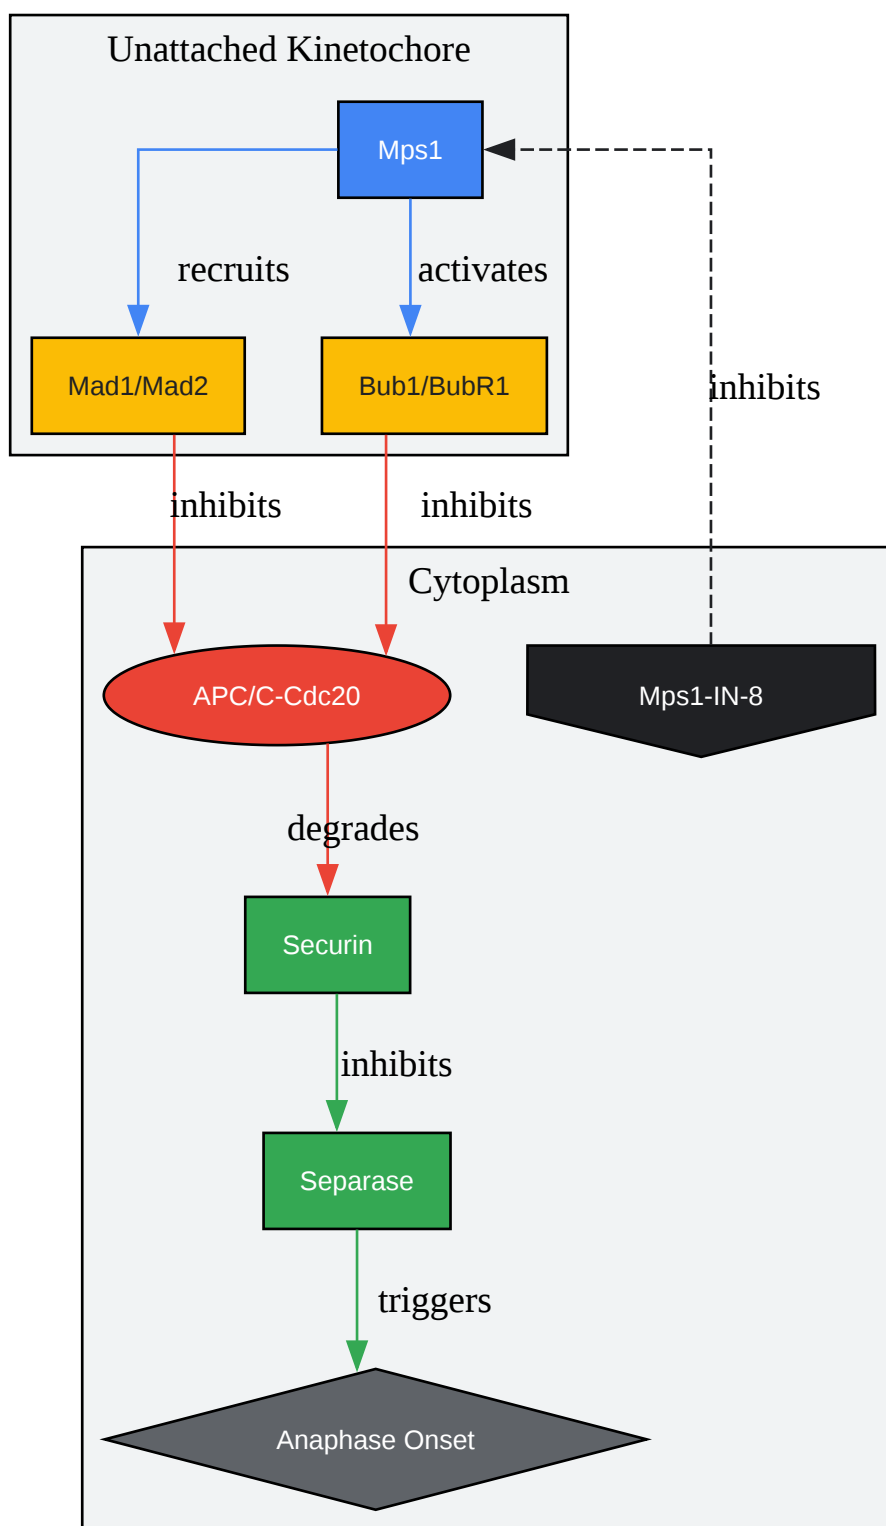 Unattached Kinetochore
Mps1
recruits
activates
Mad1/Mad2
Bub1/BubR1
inhibits
inhibits
inhibits
Cytoplasm
APC/C-Cdc20
Mps1-IN-8
degrades
Securin
inhibits
Separase
triggers
Anaphase Onset